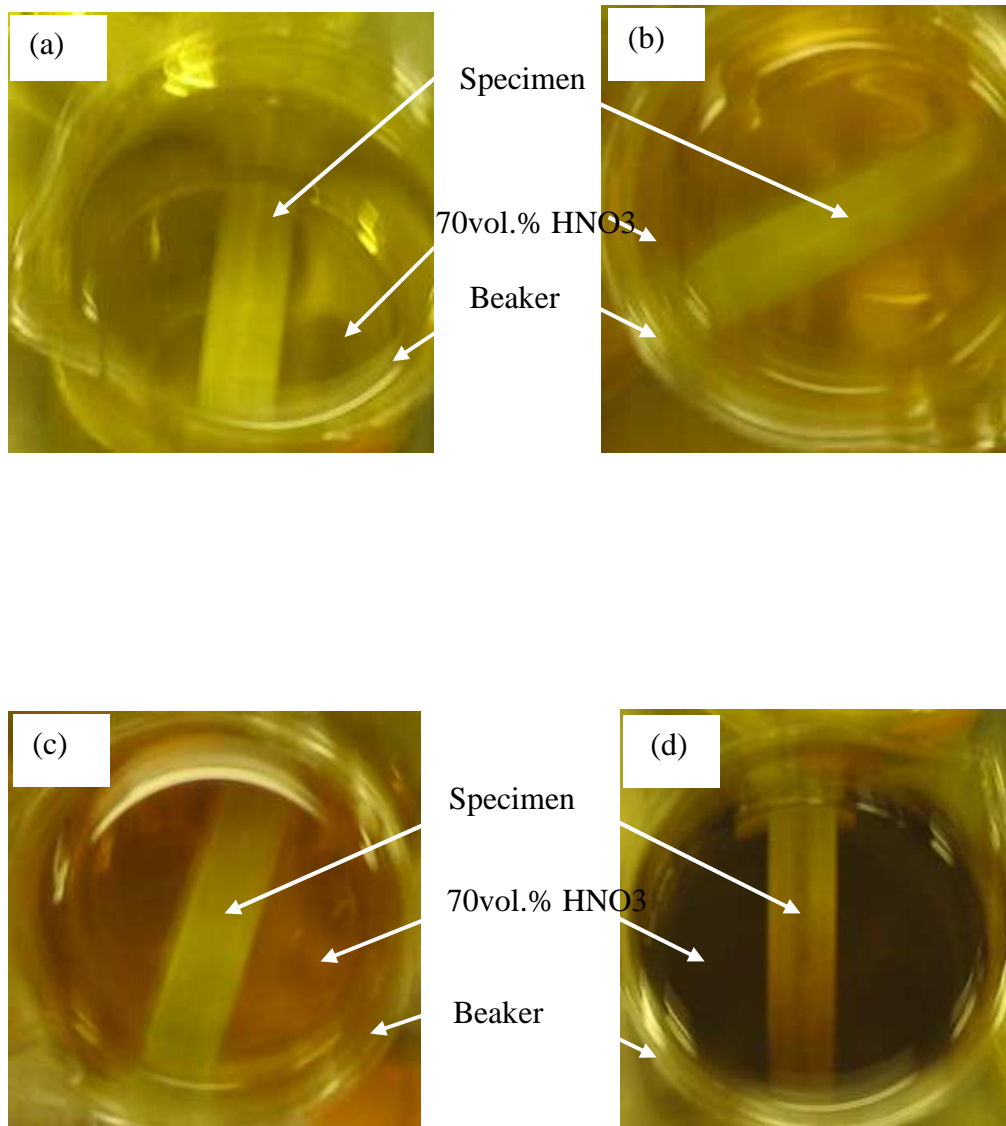 (a)
(b)
Specimen
70vol.% HNO3
Beaker
(c)
(d)
Specimen
70vol.% HNO3
Beaker